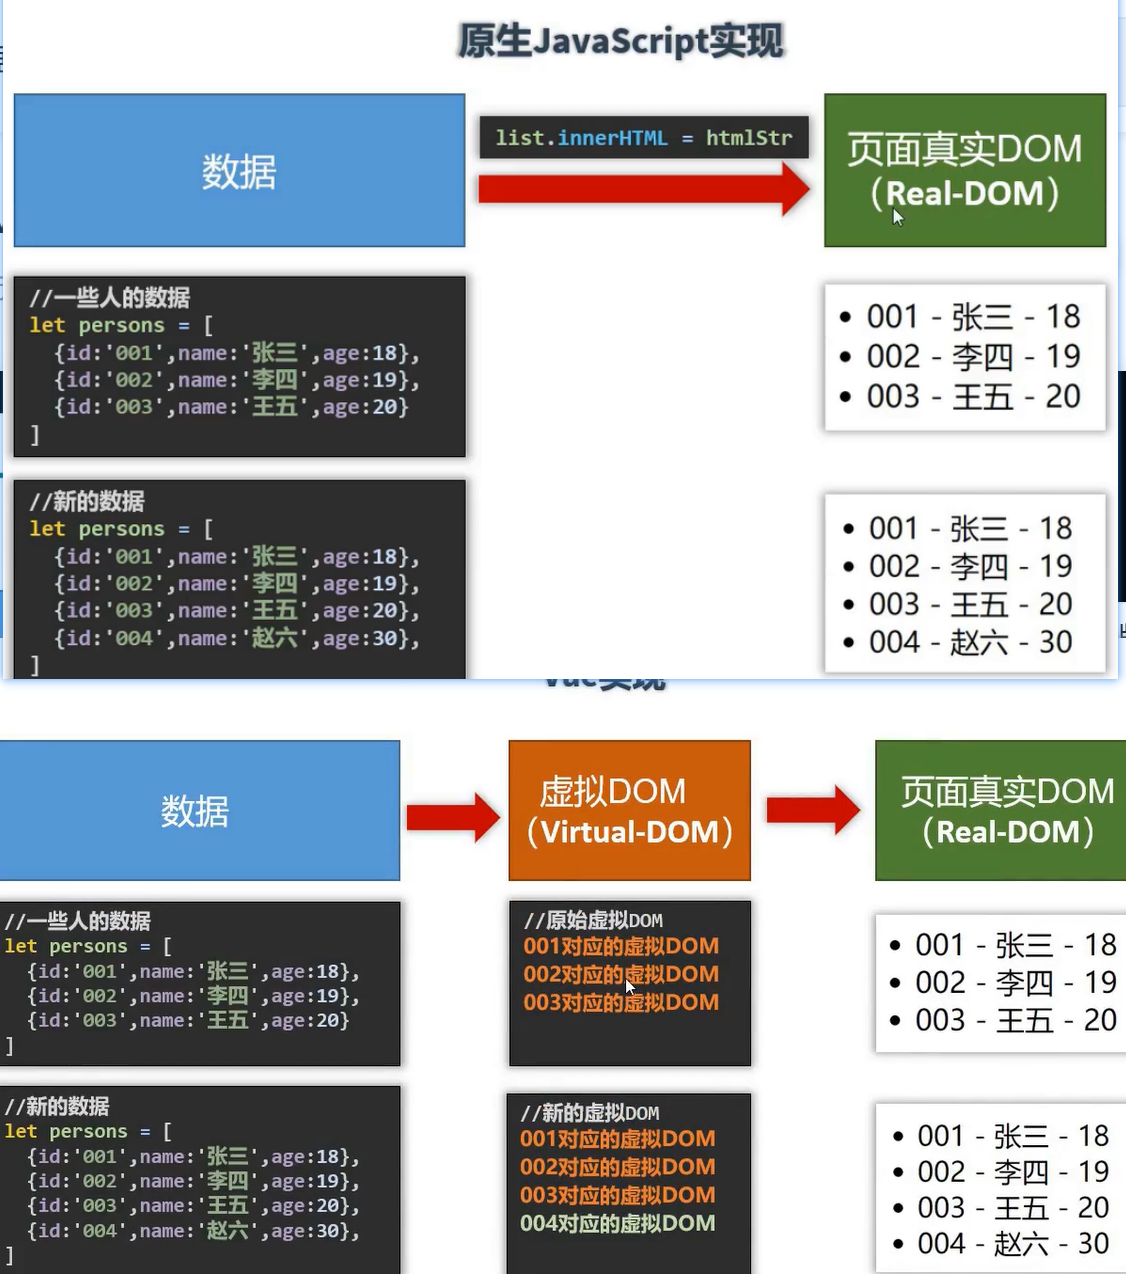 原生JavaScript实现
数据
list.innerHTML = htmlStr
页面真实DOM
（Real-DOM）
//一些人的数据
let persons = [
{id:'001',name:'张三',age:18},
{id:'002',name:'李四',age:19},
{id:'003',name:'王五',age:20}
]
001 - 张三 - 18
002 - 李四 - 19
003 - 王五 - 20
//新的数据
let persons = [
{id:'001',name:'张三',age:18},
{id:'002',name:'李四',age:19},
{id:'003',name:'王五',age:20},
{id:'004',name:'赵六',age:30},
]
001 - 张三 - 18
002 - 李四 - 19
003 - 王五 - 20
004 - 赵六 - 30
Vue实现
数据
虚拟DOM
（Virtual-DOM）
页面真实DOM
（Real-DOM）
//一些人的数据
let persons = [
{id:'001',name:'张三',age:18},
{id:'002',name:'李四',age:19},
{id:'003',name:'王五',age:20}
]
//原始虚拟DOM
001对应的虚拟DOM
002对应的虚拟DOM
003对应的虚拟DOM
001 - 张三 - 18
002 - 李四 - 19
003 - 王五 - 20
//新的数据
let persons = [
{id:'001',name:'张三',age:18},
{id:'002',name:'李四',age:19},
{id:'003',name:'王五',age:20},
{id:'004',name:'赵六',age:30},
]
//新的虚拟DOM
001对应的虚拟DOM
002对应的虚拟DOM
003对应的虚拟DOM
004对应的虚拟DOM
001 - 张三 - 18
002 - 李四 - 19
003 - 王五 - 20
004 - 赵六 - 30